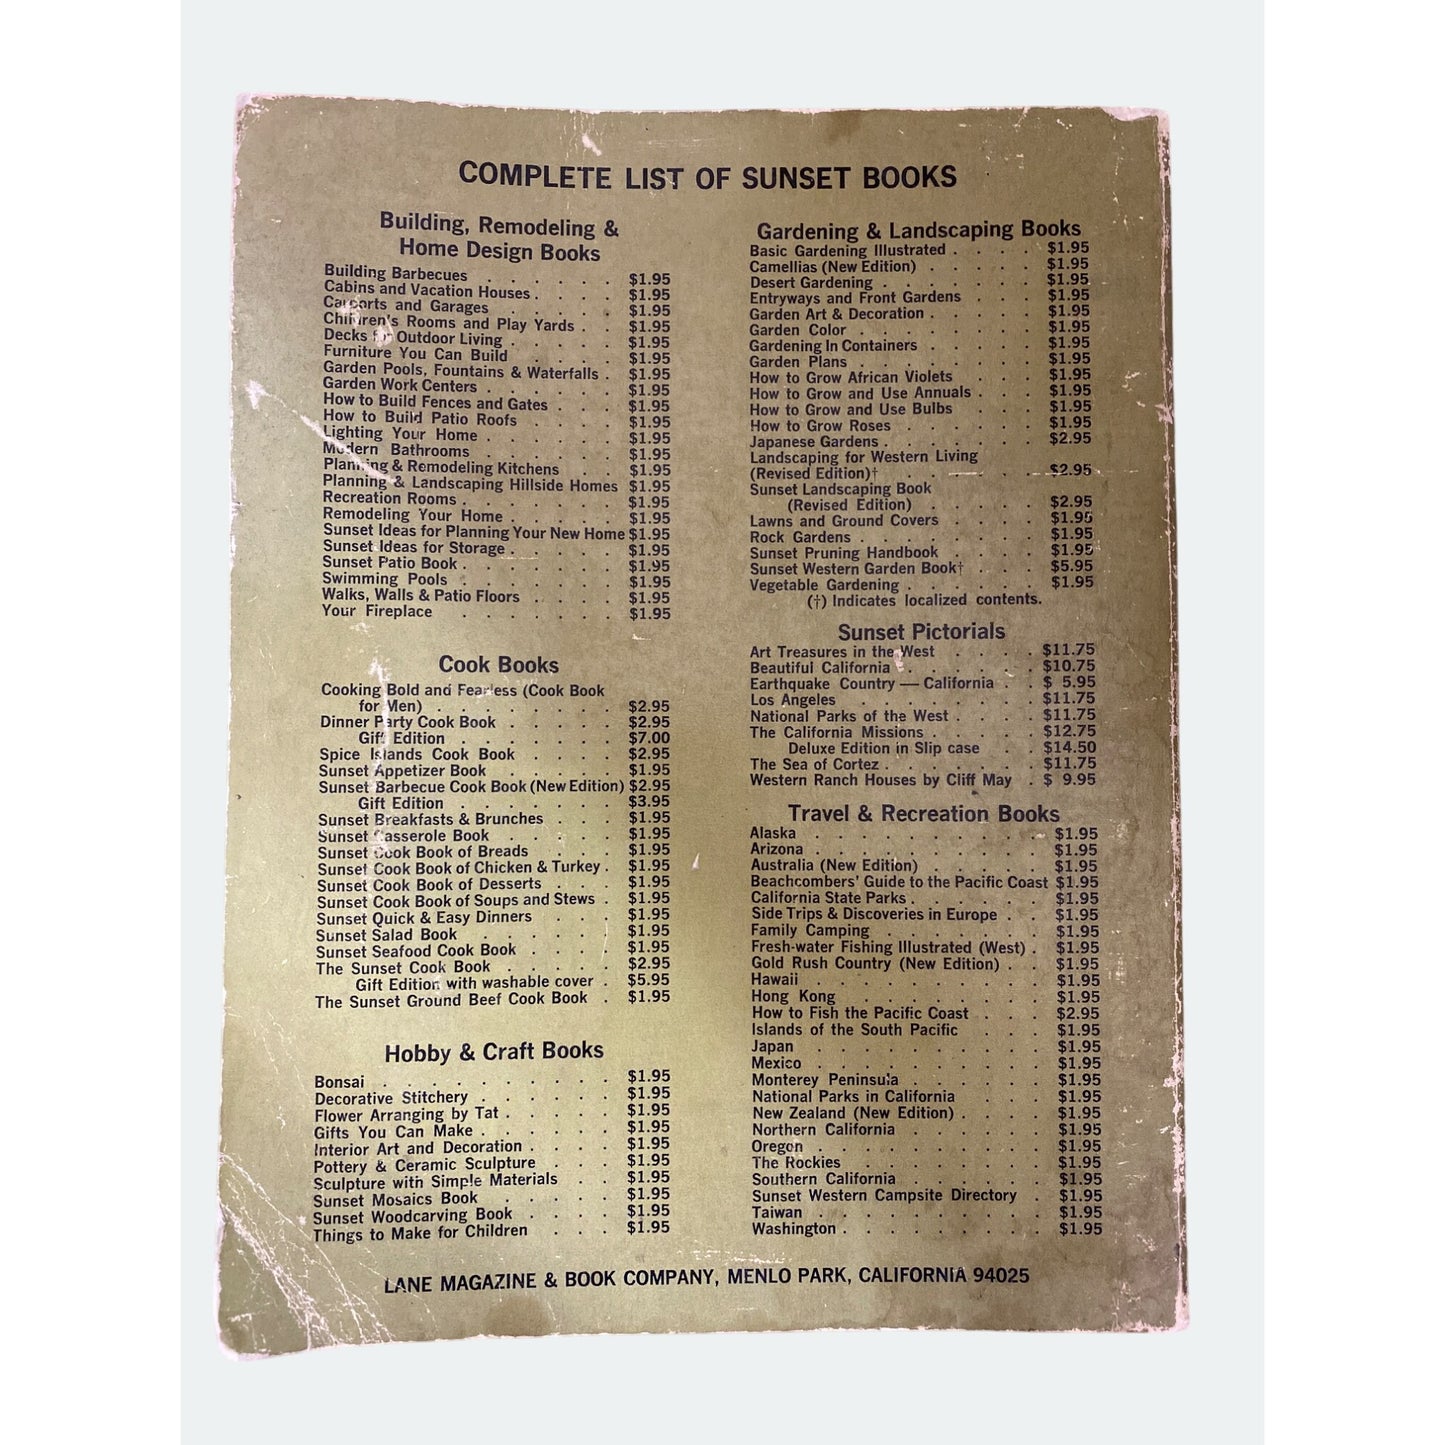 COMPLETE LIST OF SUNSET BOOKS
Building, Remodeling &
Home Design Books
Building Barbecues . . . . . . $1.95
Cabins and Vacation Houses . . . . $1.95
Carports and Garages . . . . . $1.95
Children's Rooms and Play Yards . . $1.95
Decks for Outdoor Living . . . . . $1.95
Furniture You Can Build . . . . $1.95
Garden Pools, Fountains & Waterfalls . $1.95
Garden Work Centers . . . . . . $1.95
How to Build Fences and Gates . . . $1.95
How to Build Patio Roofs . . . . $1.95
Lighting Your Home . . . . . . $1.95
Modern Bathrooms . . . . . . $1.95
Planning & Remodeling Kitchens . . $1.95
Planning & Landscaping Hillside Homes $1.95
Recreation Rooms . . . . . . . $1.95
Remodeling Your Home . . . . . $1.95
Sunset Ideas for Planning Your New Home $1.95
Sunset Ideas for Storage . . . . . $1.95
Sunset Patio Book . . . . . . . $1.95
Swimming Pools . . . . . . . $1.95
Walks, Walls & Patio Floors . . . . $1.95
Your Fireplace . . . . . . . $1.95
Cook Books
Cooking Bold and Fearless (Cook Book
for Men) . . . . . . . . $2.95
Dinner Party Cook Book . . . . . $2.95
Gift Edition . . . . . . . $7.00
Spice Islands Cook Book . . . . $2.95
Sunset Appetizer Book . . . . . $1.95
Sunset Barbecue Cook Book (New Edition) $2.95
Gift Edition . . . . . . . $3.95
Sunset Breakfasts & Brunches . . . $1.95
Sunset Casserole Book . . . . . $1.95
Sunset Cook Book of Breads . . . $1.95
Sunset Cook Book of Chicken & Turkey . $1.95
Sunset Cook Book of Desserts . . . $1.95
Sunset Cook Book of Soups and Stews . $1.95
Sunset Quick & Easy Dinners . . . $1.95
Sunset Salad Book . . . . . . $1.95
Sunset Seafood Cook Book . . . . $1.95
The Sunset Cook Book . . . . . $2.95
Gift Edition with washable cover . $5.95
The Sunset Ground Beef Cook Book . $1.95
Hobby & Craft Books
Bonsai . . . . . . . . . . $1.95
Decorative Stitchery . . . . . . $1.95
Flower Arranging by Tat . . . . . $1.95
Gifts You Can Make . . . . . . $1.95
Interior Art and Decoration . . . . $1.95
Pottery & Ceramic Sculpture . . . $1.95
Sculpture with Simple Materials . . $1.95
Sunset Mosaics Book . . . . . $1.95
Sunset Woodcarving Book . . . . $1.95
Things to Make for Children . . . $1.95
Gardening & Landscaping Books
Basic Gardening Illustrated . . . . $1.95
Camellias (New Edition) . . . . . $1.95
Desert Gardening . . . . . . . $1.95
Entryways and Front Gardens . . . $1.95
Garden Art & Decoration . . . . . $1.95
Garden Color . . . . . . . . $1.95
Gardening In Containers . . . . . $1.95
Garden Plans . . . . . . . . $1.95
How to Grow African Violets . . . $1.95
How to Grow and Use Annuals . . . $1.95
How to Grow and Use Bulbs . . . $1.95
How to Grow Roses . . . . . . $1.95
Japanese Gardens . . . . . . . $2.95
Landscaping for Western Living
(Revised Edition)† . . . . . . $2.95
Sunset Landscaping Book
(Revised Edition) . . . . . $2.95
Lawns and Ground Covers . . . . $1.95
Rock Gardens . . . . . . . . $1.95
Sunset Pruning Handbook . . . . $1.95
Sunset Western Garden Book† . . . $5.95
Vegetable Gardening . . . . . . $1.95
(†) Indicates localized contents.
Sunset Pictorials
Art Treasures in the West . . . . $11.75
Beautiful California . . . . . . $10.75
Earthquake Country — California . . $ 5.95
Los Angeles . . . . . . . . $11.75
National Parks of the West . . . . $11.75
The California Missions . . . . . $12.75
Deluxe Edition in Slip case . . $14.50
The Sea of Cortez . . . . . . . $11.75
Western Ranch Houses by Cliff May . $ 9.95
Travel & Recreation Books
Alaska . . . . . . . . . . $1.95
Arizona . . . . . . . . . . $1.95
Australia (New Edition) . . . . . $1.95
Beachcombers' Guide to the Pacific Coast $1.95
California State Parks . . . . . . $1.95
Side Trips & Discoveries in Europe . . $1.95
Family Camping . . . . . . . $1.95
Fresh-water Fishing Illustrated (West) . $1.95
Gold Rush Country (New Edition) . . $1.95
Hawaii . . . . . . . . . . $1.95
Hong Kong . . . . . . . . $1.95
How to Fish the Pacific Coast . . . $2.95
Islands of the South Pacific . . . $1.95
Japan . . . . . . . . . . $1.95
Mexico . . . . . . . . . . $1.95
Monterey Peninsula . . . . . . $1.95
National Parks in California . . . $1.95
New Zealand (New Edition) . . . . $1.95
Northern California . . . . . . $1.95
Oregon . . . . . . . . . . $1.95
The Rockies . . . . . . . . $1.95
Southern California . . . . . . $1.95
Sunset Western Campsite Directory . $1.95
Taiwan . . . . . . . . . . $1.95
Washington . . . . . . . . . $1.95
LANE MAGAZINE & BOOK COMPANY, MENLO PARK, CALIFORNIA 94025